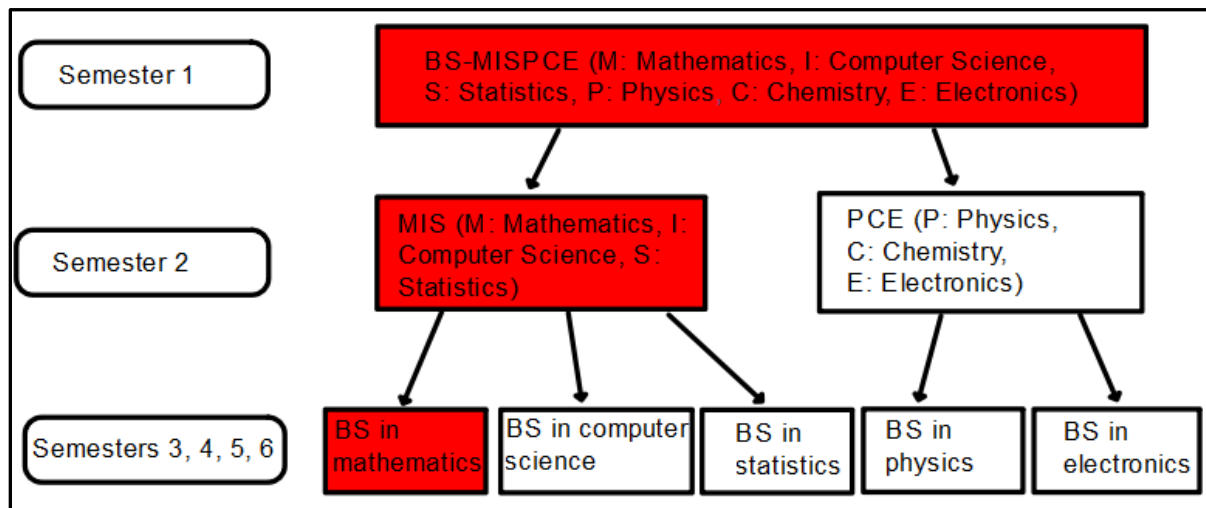 Semester 1
BS-MISPCE (M: Mathematics, I: Computer Science,
S: Statistics, P: Physics, C: Chemistry, E: Electronics)
Semester 2
MIS (M: Mathematics, I:
Computer Science, S:
Statistics)
PCE (P: Physics,
C: Chemistry,
E: Electronics)
Semesters 3, 4, 5, 6
BS in
mathematics
BS in computer
science
BS in
statistics
BS in
physics
BS in
electronics